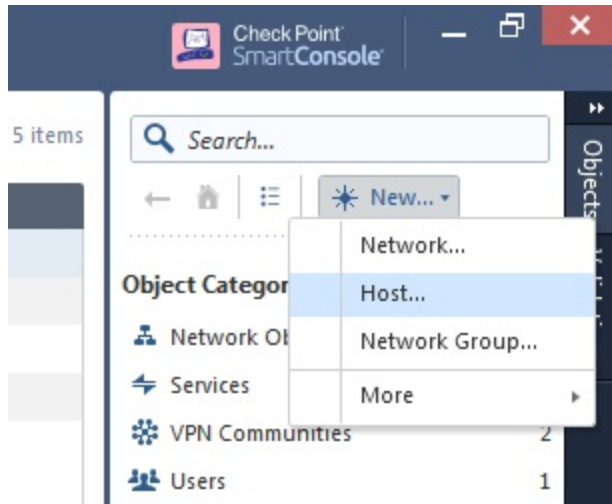 Check Point
SmartConsole
5 items
Search...
New...
Network...
Object Categor
Host...
Network Ob
Network Group...
Services
More
VPN Communities 2
Users 1
Objects